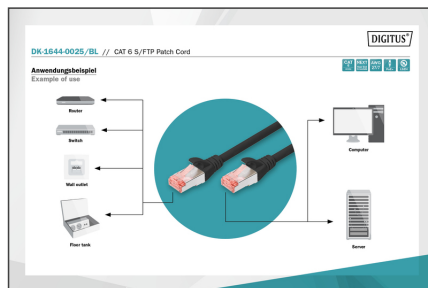 DIGITUS®
DK-1644-0025/BL // CAT 6 S/FTP Patch Cord
Anwendungsbeispiel
Example of use
Router
Switch
Wall outlet
Floor tank
Computer
Server